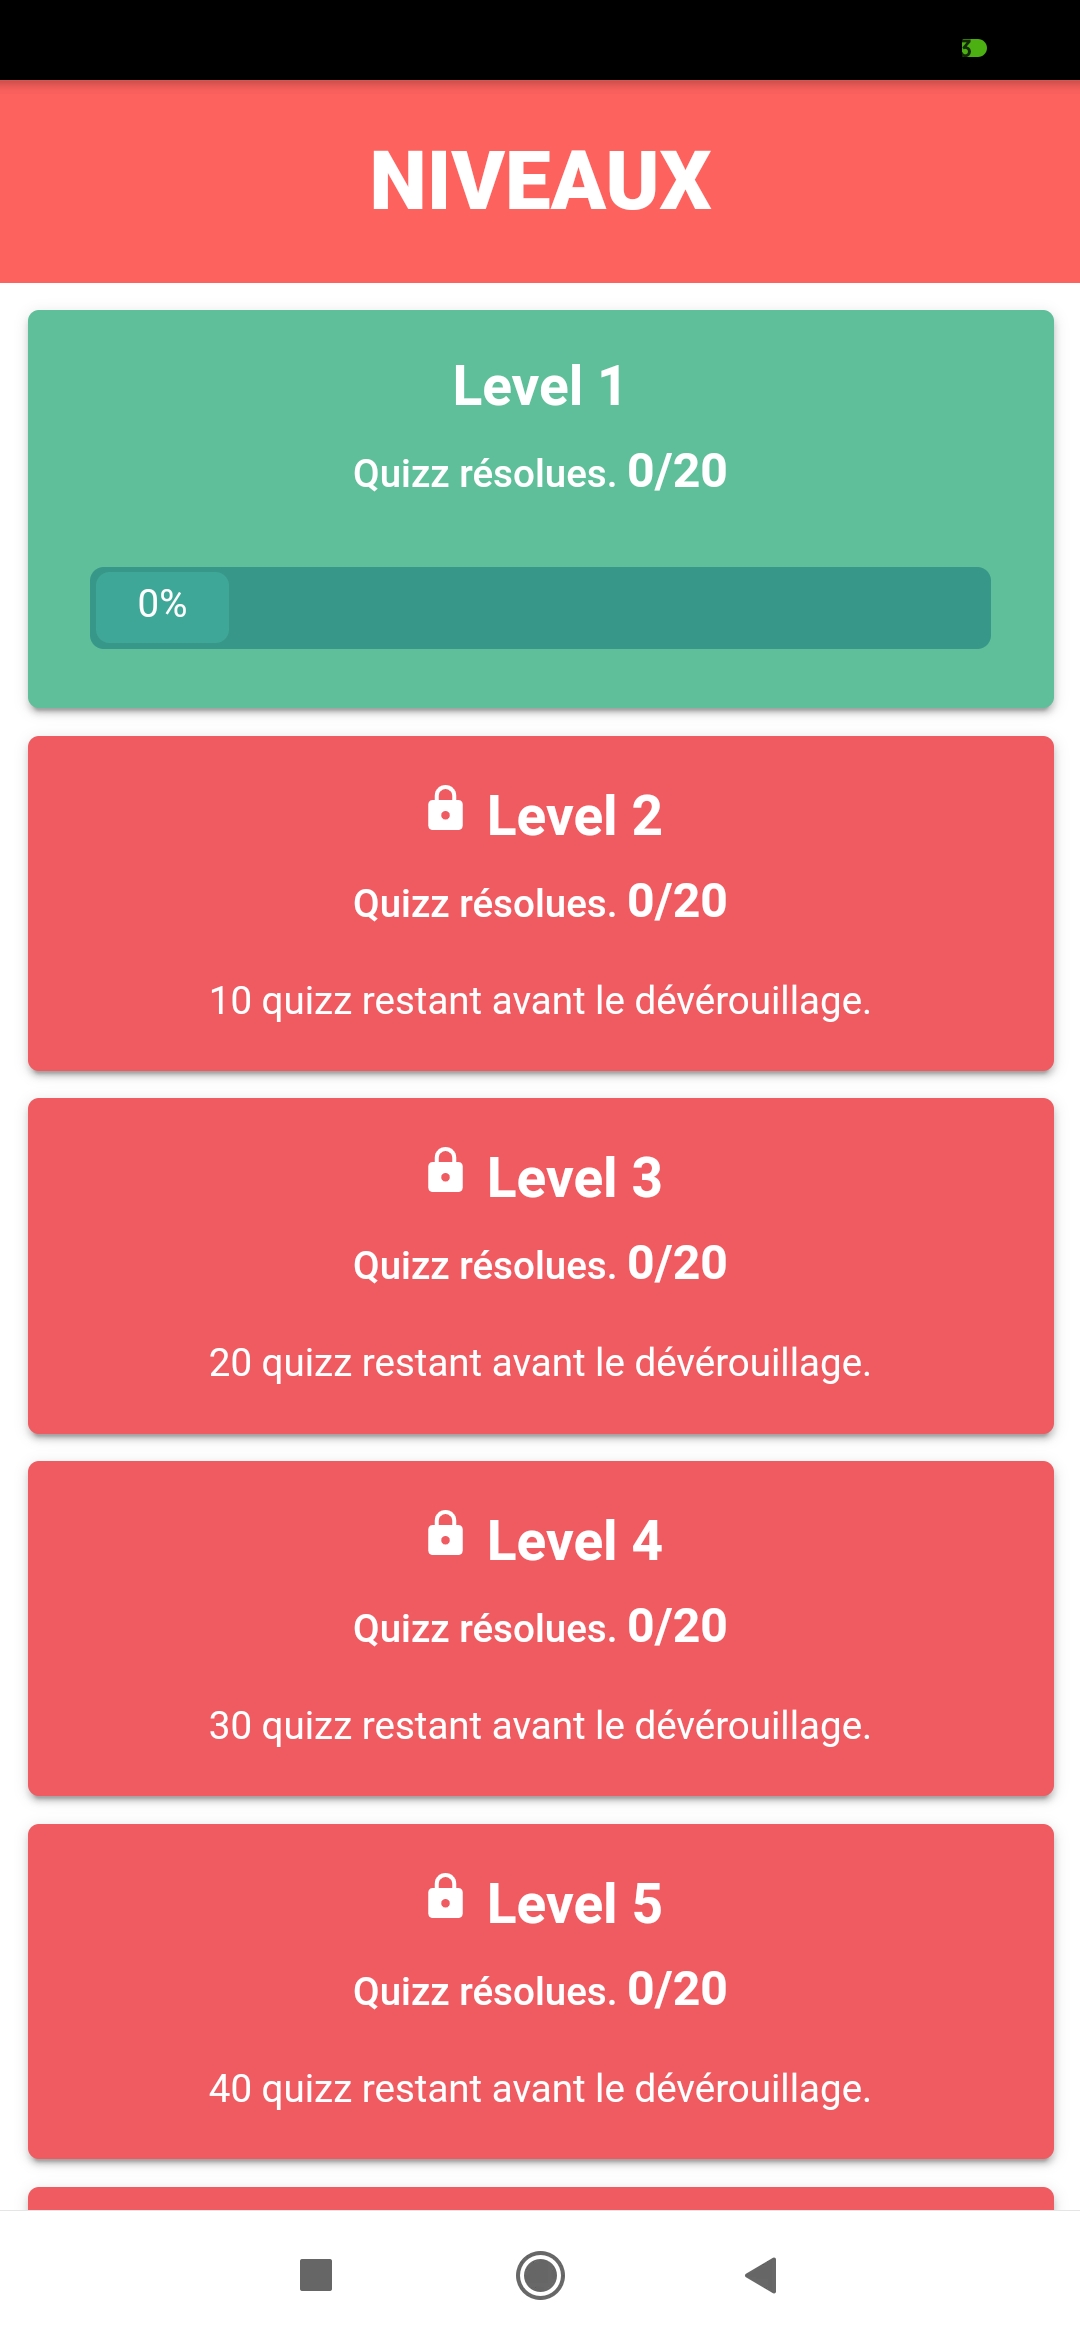 NIVEAUX
Level 1
Quizz résolues. 0/20
0%
Level 2
Quizz résolues. 0/20
10 quizz restant avant le dévérouillage.
Level 3
Quizz résolues. 0/20
20 quizz restant avant le dévérouillage.
Level 4
Quizz résolues. 0/20
30 quizz restant avant le dévérouillage.
Level 5
Quizz résolues. 0/20
40 quizz restant avant le dévérouillage.